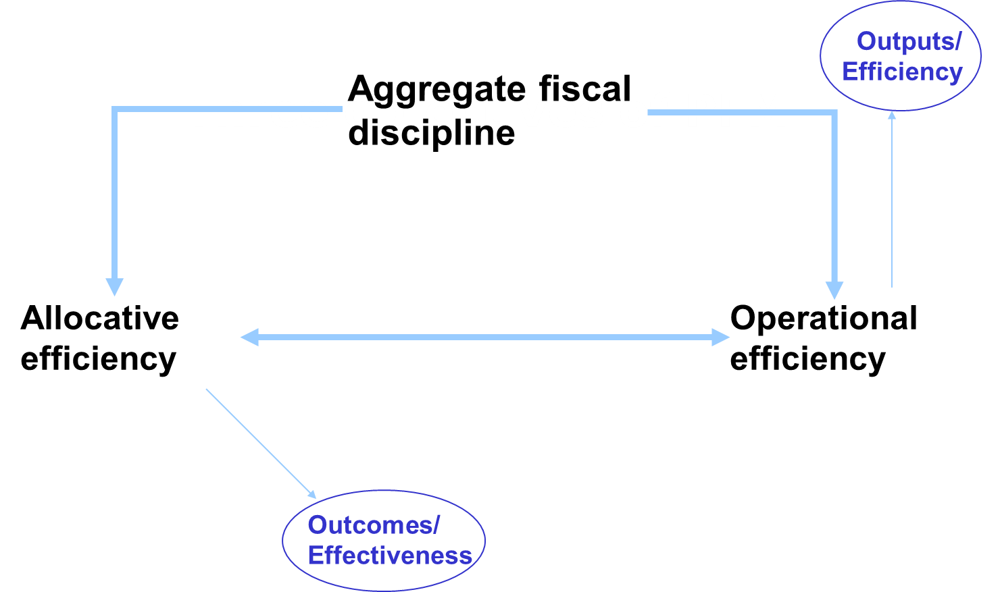 Outputs/
Efficiency
Aggregate fiscal
discipline
Allocative
efficiency
Operational
efficiency
Outcomes/
Effectiveness